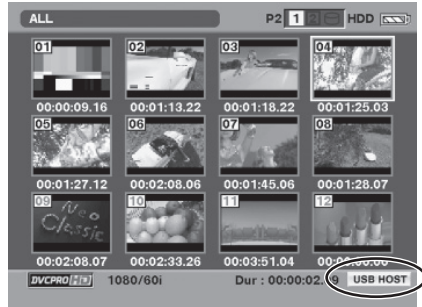 ALL P2 1 2 HDD
01 02 03 04
00:00:09.16 00:01:13.22 00:01:18.22 00:01:25.03
05 06 07 08
00:01:27.12 00:02:08.06 00:01:45.06 00:01:28.07
09 10 11 12
Neo
Classic
00:02:08.07 00:02:33.26 00:03:51.04
DVCPRO HD 1080/60i Dur : 00:00:02. USB HOST